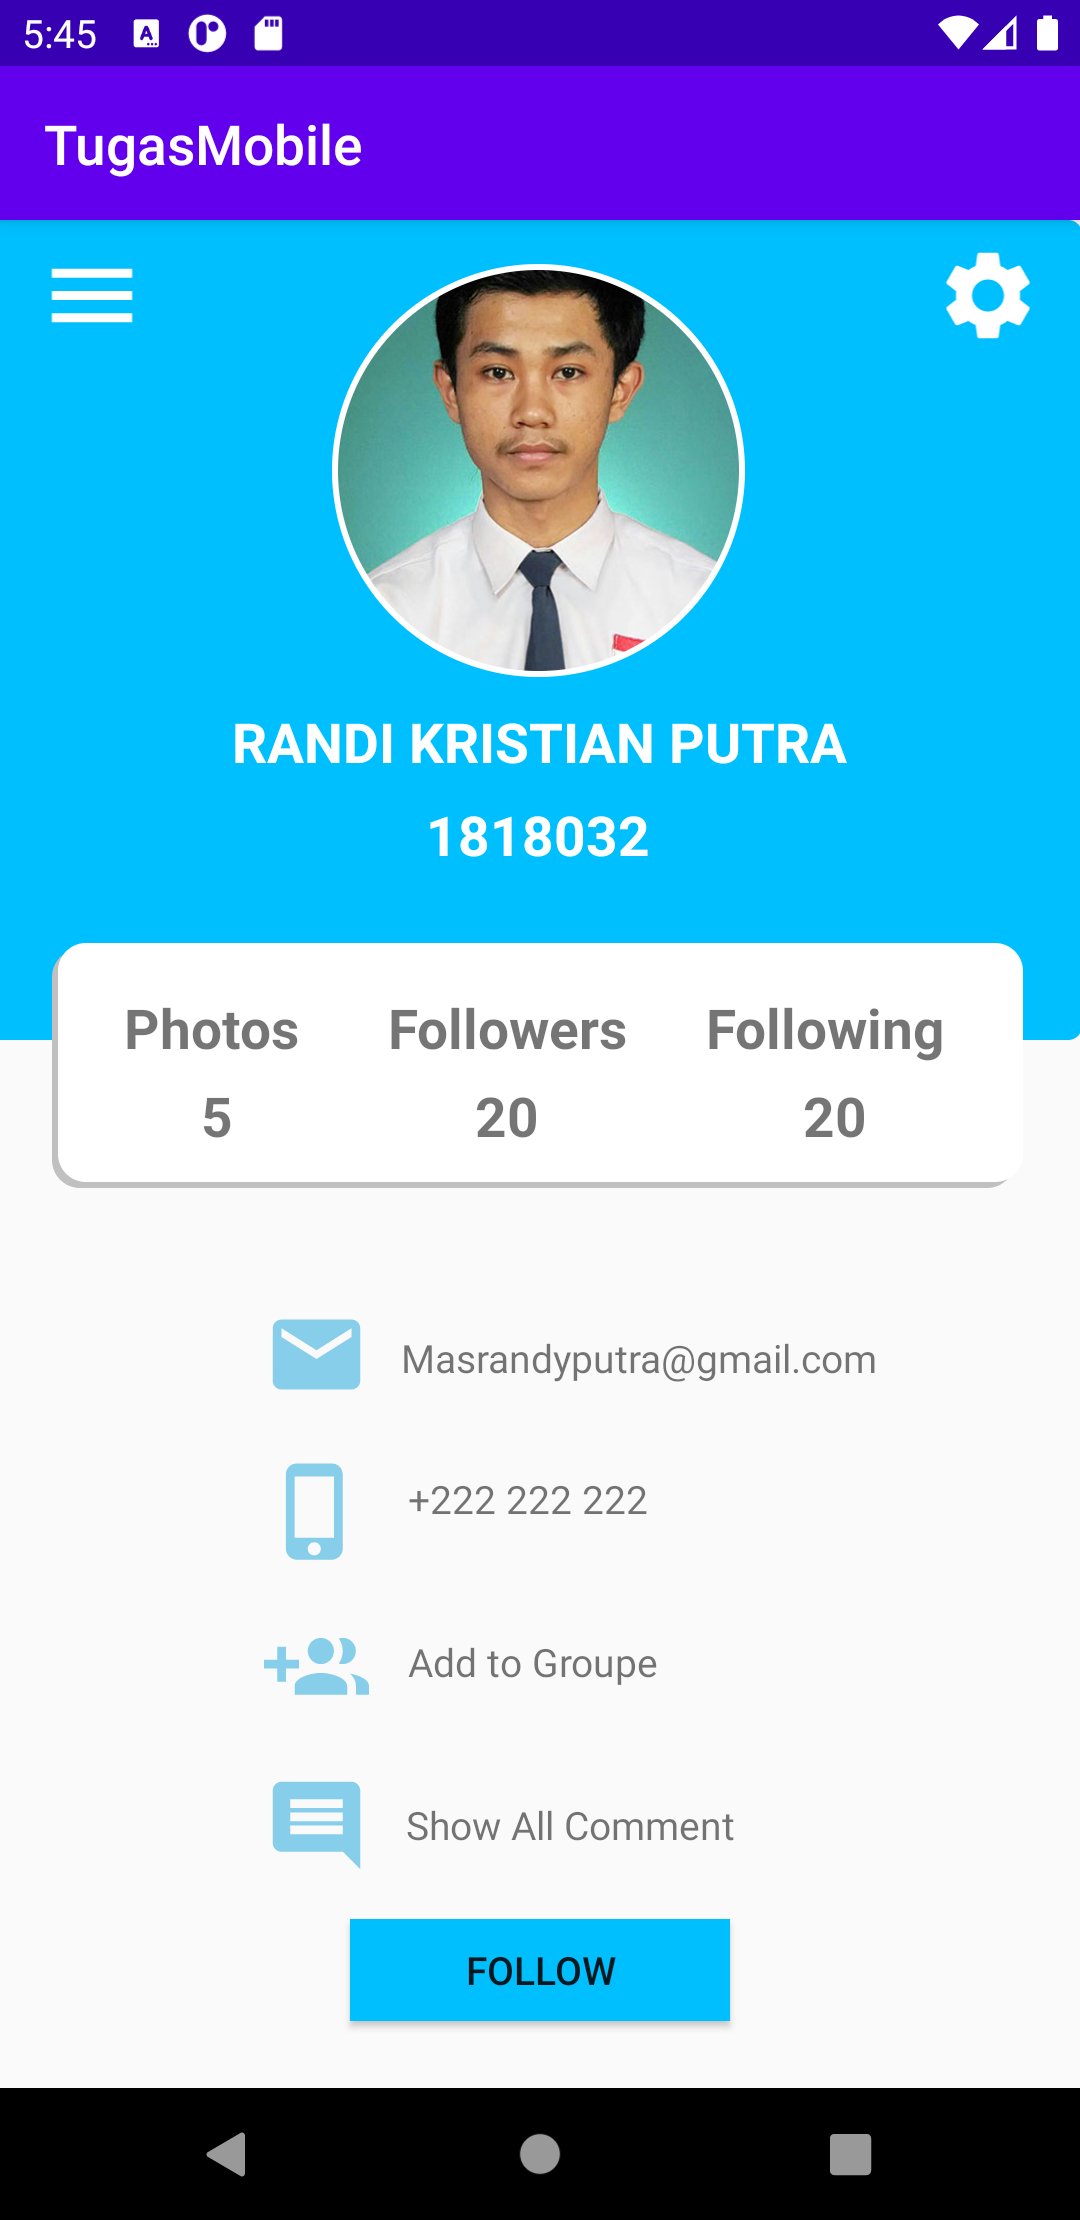 5:45
TugasMobile
RANDI KRISTIAN PUTRA
1818032
Photos Followers Following
5 20 20
Masrandyputra@gmail.com
+222 222 222
Add to Groupe
Show All Comment
FOLLOW